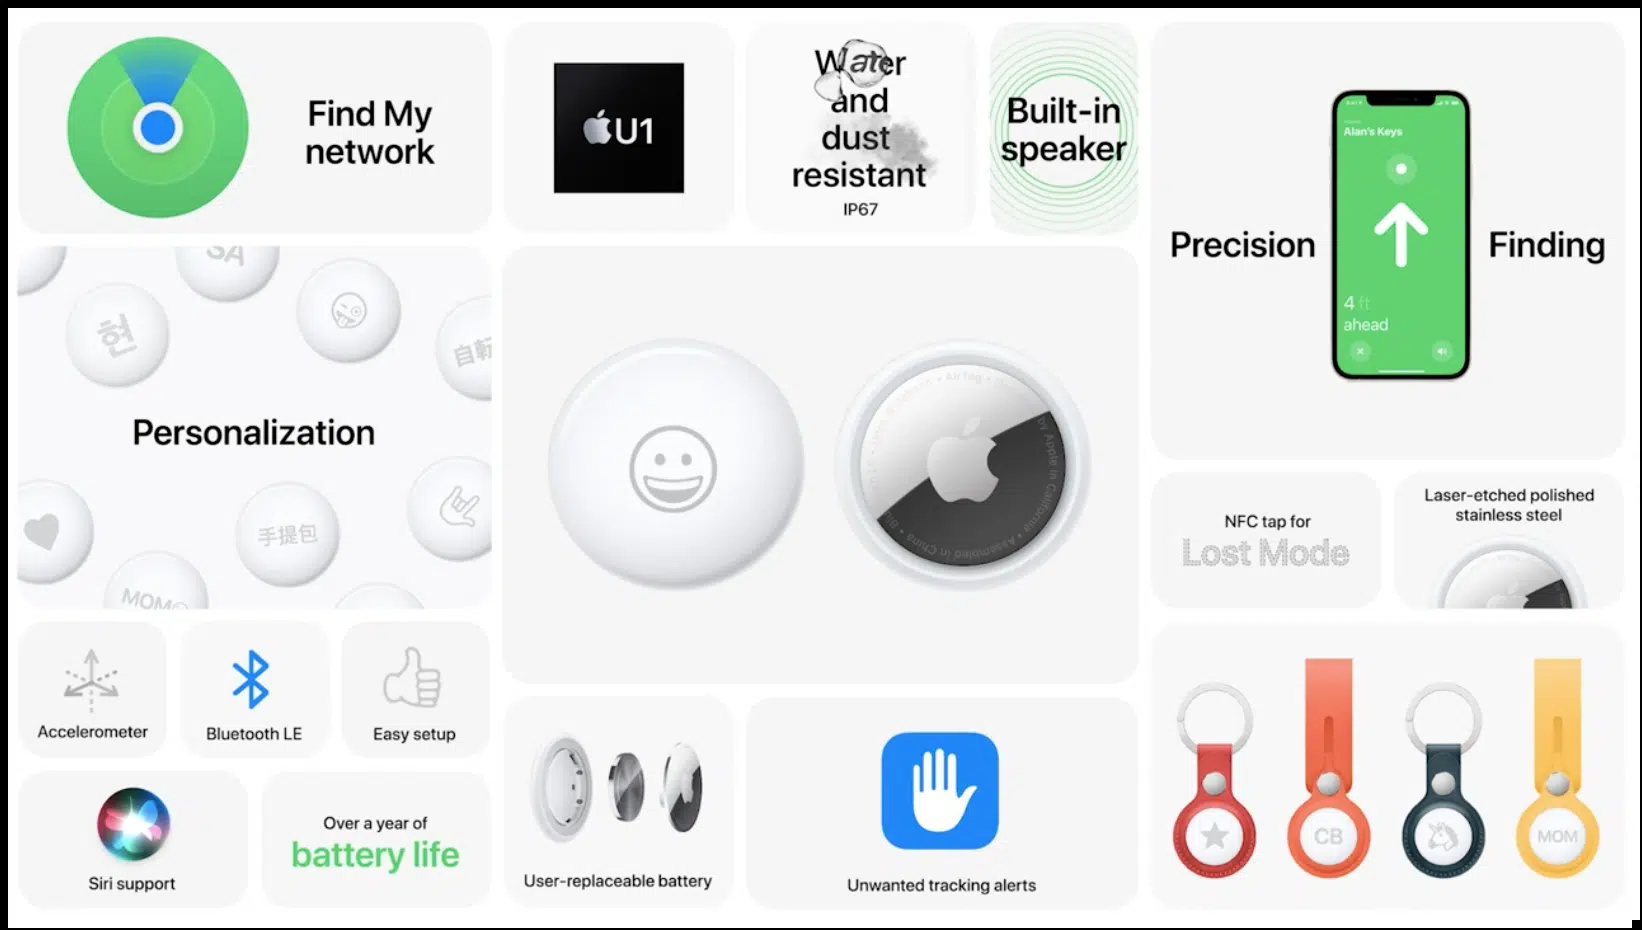 Find My
network
U1
Water
and
dust
resistant
IP67
Built-in
speaker
Precision
Finding
Alan's Keys
4 ft
ahead
SA
현
自転
Personalization
手提包
MOM
by Apple in California • Assembled in China •
AirTag
NFC tap for
Lost Mode
Laser-etched polished
stainless steel
Accelerometer
Bluetooth LE
Easy setup
Siri support
Over a year of
battery life
User-replaceable battery
Unwanted tracking alerts
CB
MOM